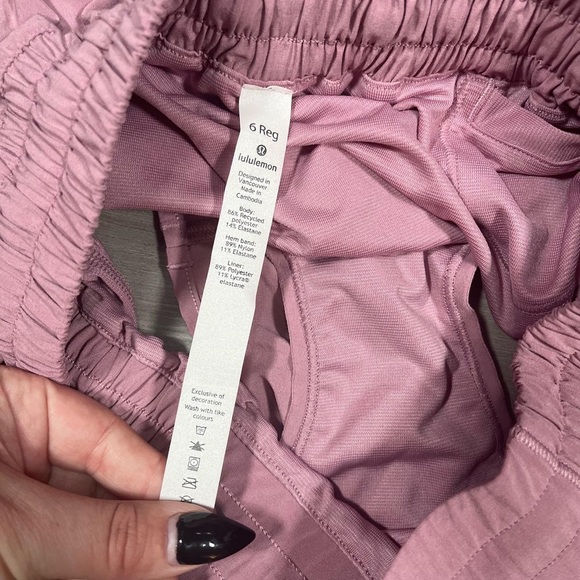 6 Reg
lululemon
Designed in
Vancouver
Made in
Cambodia
Body:
86% Recycled
polyester
14% Elastane
Hem band:
89% Nylon
11% Elastane
Liner:
89% Polyester
11% Lycra®
elastane
Exclusive of
decoration
Wash with like
colours